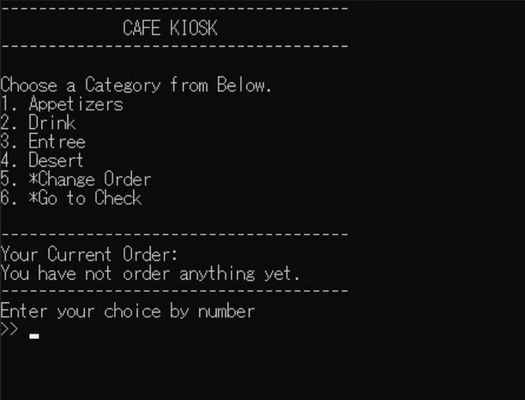 -------------------------------------
CAFE KIOSK
-------------------------------------
Choose a Category from Below.
1. Appetizers
2. Drink
3. Entree
4. Desert
5. *Change Order
6. *Go to Check
-------------------------------------
Your Current Order:
You have not order anything yet.
-------------------------------------
Enter your choice by number
>> _